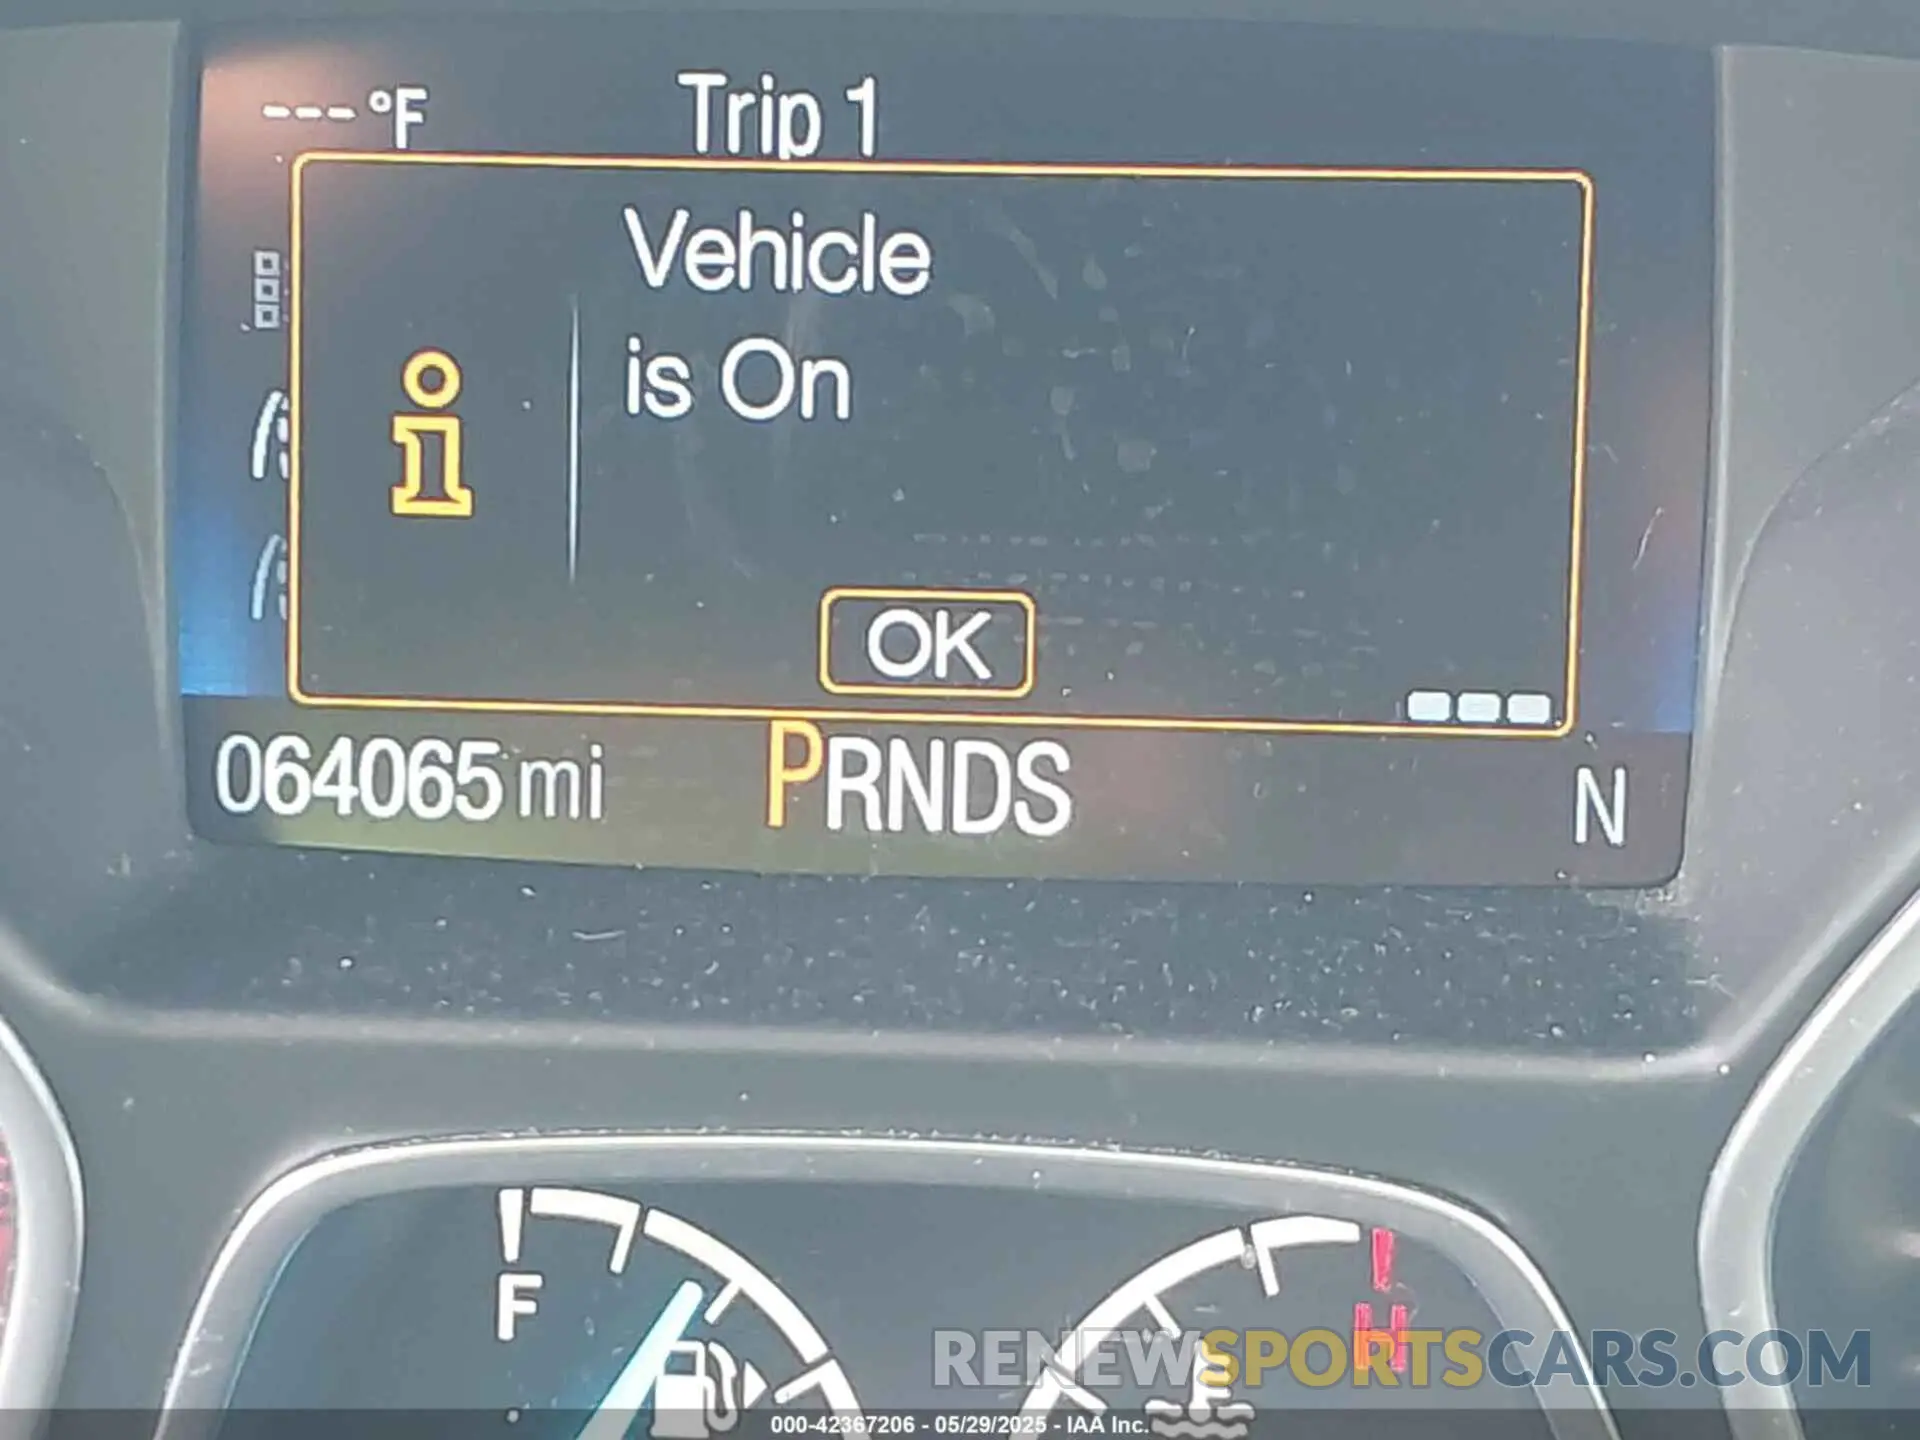 ---°F
Trip 1
Vehicle
is On
OK
064065 mi
PRNDS
N
F
H
RENEWSPORTSCARS.COM
000-42367206 - 05/29/2025 - IAA Inc.